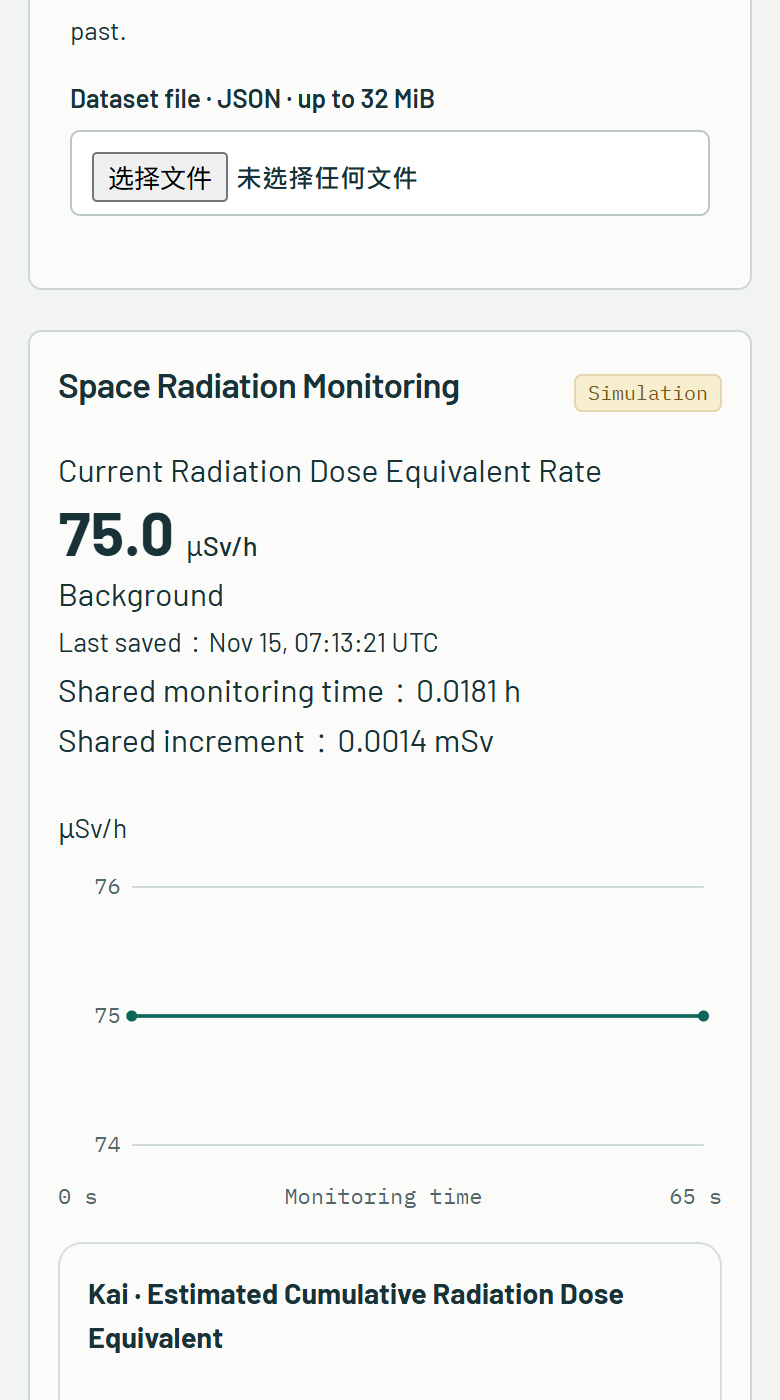 past.
Dataset file · JSON · up to 32 MiB
选择文件 未选择任何文件
Space Radiation Monitoring
Simulation
Current Radiation Dose Equivalent Rate
75.0 µSv/h
Background
Last saved：Nov 15, 07:13:21 UTC
Shared monitoring time：0.0181 h
Shared increment：0.0014 mSv
µSv/h
76
75
74
0 s Monitoring time 65 s
Kai · Estimated Cumulative Radiation Dose
Equivalent